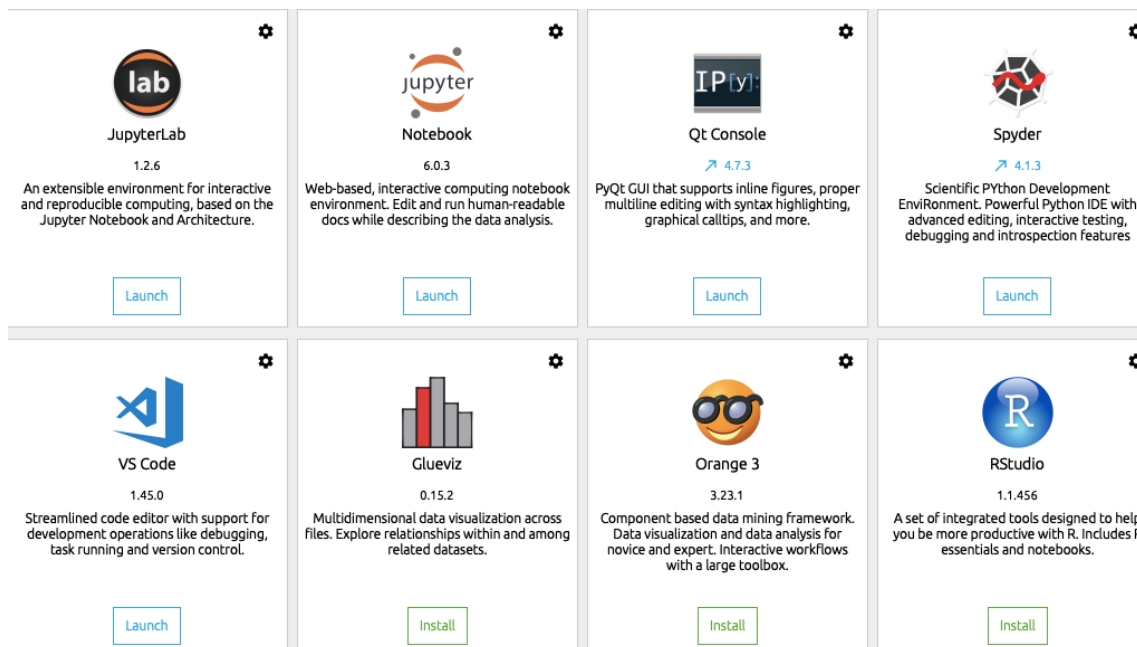 lab
JupyterLab
1.2.6
An extensible environment for interactive
and reproducible computing, based on the
Jupyter Notebook and Architecture.
Launch
jupyter
Notebook
6.0.3
Web-based, interactive computing notebook
environment. Edit and run human-readable
docs while describing the data analysis.
Launch
IP[y]:
Qt Console
4.7.3
PyQt GUI that supports inline figures, proper
multiline editing with syntax highlighting,
graphical calltips, and more.
Launch
Spyder
4.1.3
Scientific PYthon Development
EnviRonment. Powerful Python IDE with
advanced editing, interactive testing,
debugging and introspection features
Launch
VS Code
1.45.0
Streamlined code editor with support for
development operations like debugging,
task running and version control.
Launch
Glueviz
0.15.2
Multidimensional data visualization across
files. Explore relationships within and among
related datasets.
Install
Orange 3
3.23.1
Component based data mining framework.
Data visualization and data analysis for
novice and expert. Interactive workflows
with a large toolbox.
Install
R
RStudio
1.1.456
A set of integrated tools designed to help
you be more productive with R. Includes R
essentials and notebooks.
Install